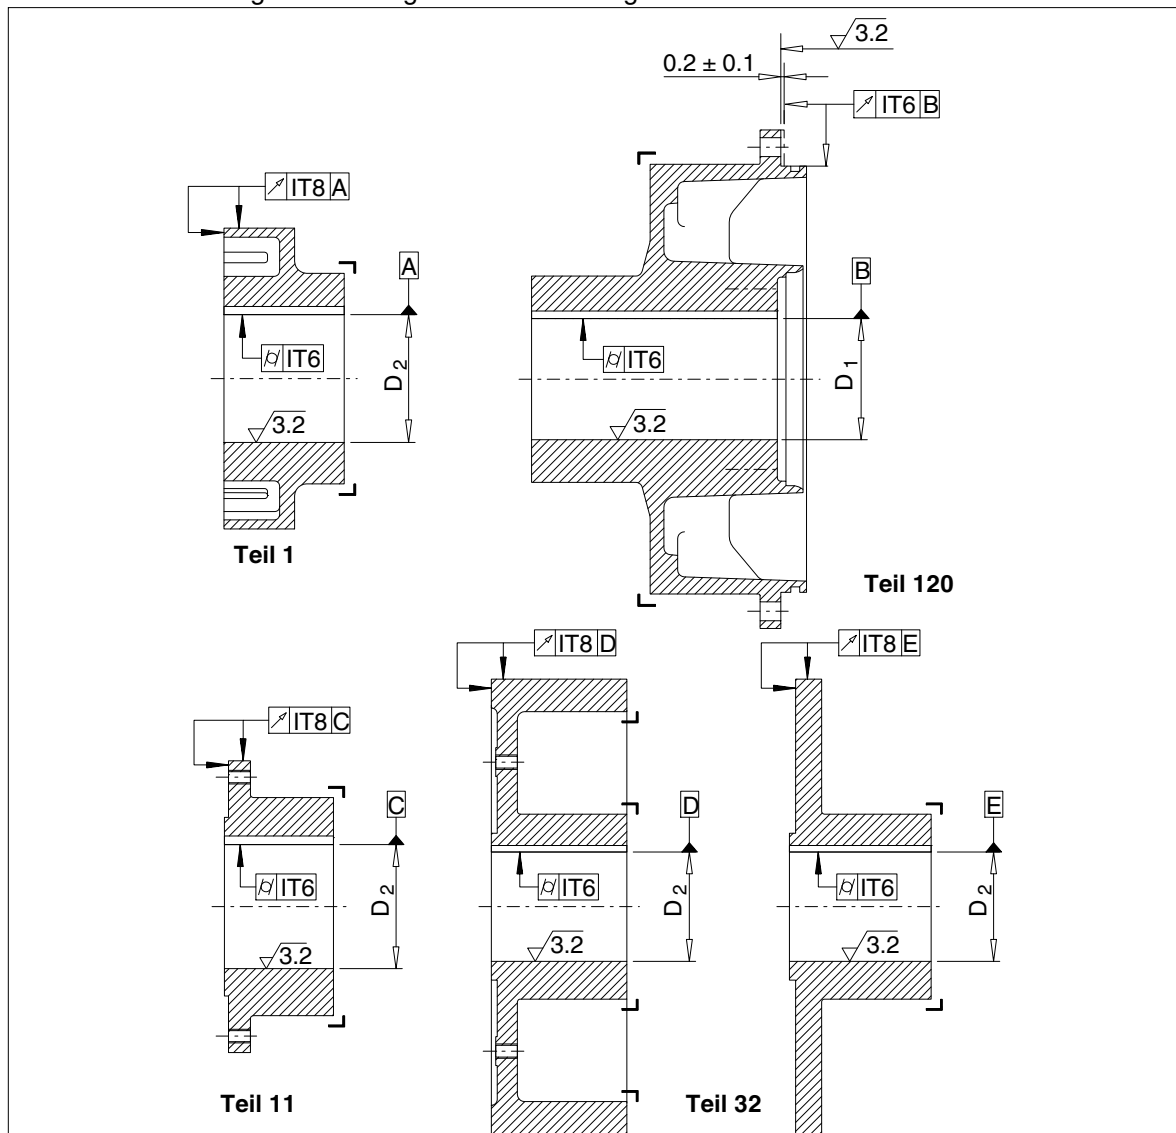 3.2
0.2 ± 0.1
IT6 B
IT8 A
A
B
IT6
D2
3.2
IT6
D1
3.2
Teil 1
Teil 120
IT8 D
IT8 E
IT8 C
C
D
E
IT6
D2
3.2
IT6
D2
3.2
IT6
D2
3.2
Teil 11
Teil 32